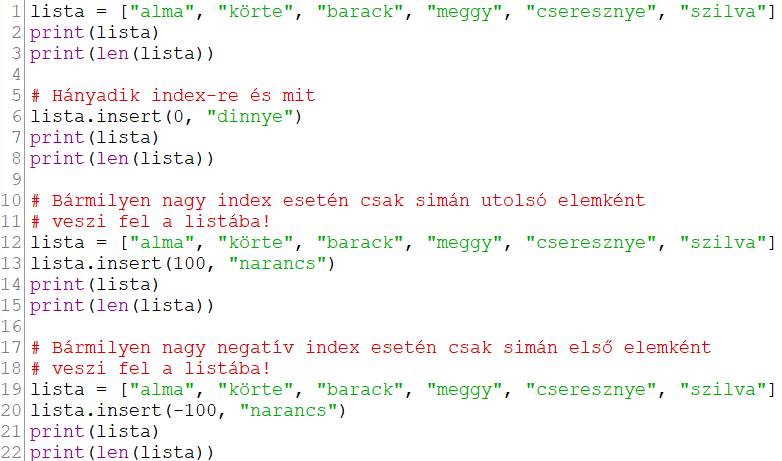 1 lista = ["alma", "körte", "barack", "meggy", "cseresznye", "szilva"]
2 print(lista)
3 print(len(lista))
4
5 # Hányadik index-re és mit
6 lista.insert(0, "dinnye")
7 print(lista)
8 print(len(lista))
9
10 # Bármilyen nagy index esetén csak simán utolsó elemként
11 # veszi fel a listába!
12 lista = ["alma", "körte", "barack", "meggy", "cseresznye", "szilva"]
13 lista.insert(100, "narancs")
14 print(lista)
15 print(len(lista))
16
17 # Bármilyen nagy negatív index esetén csak simán első elemként
18 # veszi fel a listába!
19 lista = ["alma", "körte", "barack", "meggy", "cseresznye", "szilva"]
20 lista.insert(-100, "narancs")
21 print(lista)
22 print(len(lista))